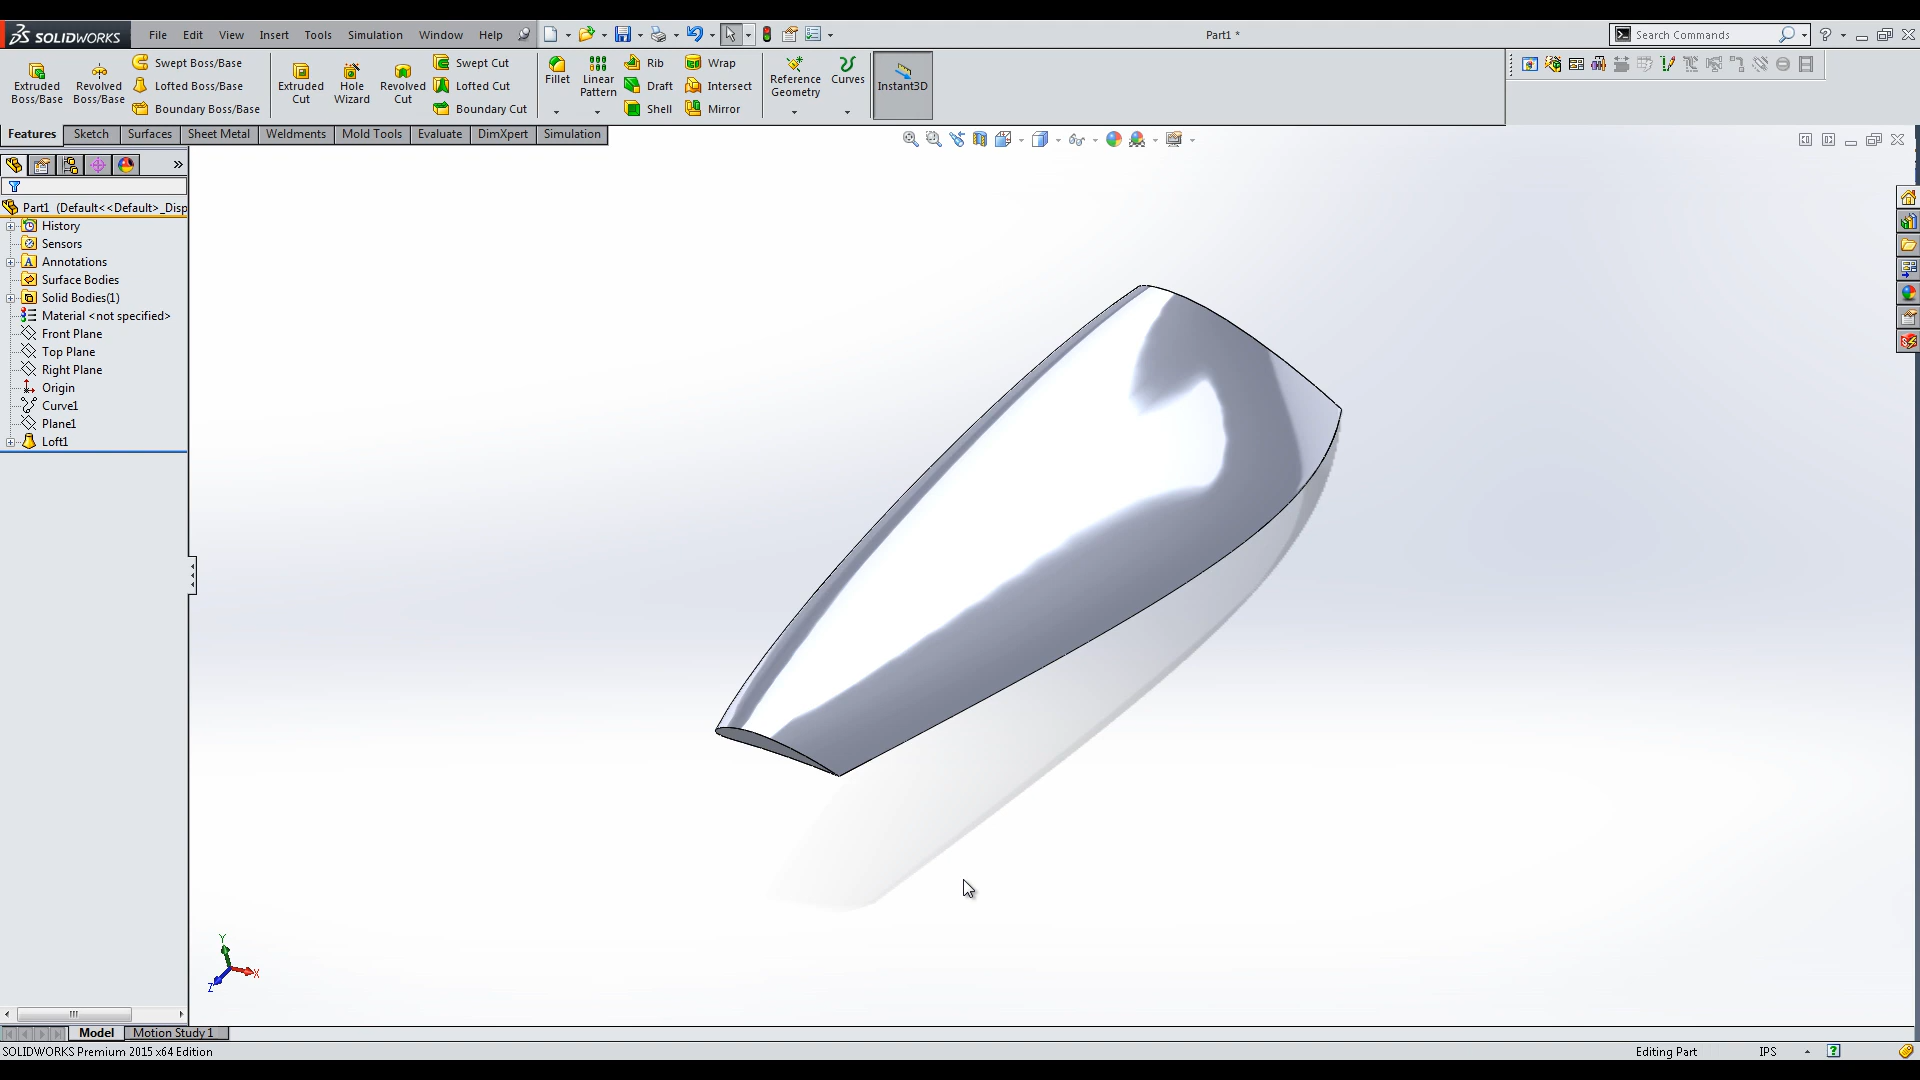 SOLIDWORKS File Edit View Insert Tools Simulation Window Help Part1 * Search Commands ?
Extruded Boss/Base
Revolved Boss/Base
Swept Boss/Base
Lofted Boss/Base
Boundary Boss/Base
Extruded Cut
Hole Wizard
Revolved Cut
Swept Cut
Lofted Cut
Boundary Cut
Fillet
Linear Pattern
Rib
Draft
Shell
Wrap
Intersect
Mirror
Reference Geometry
Curves
Instant3D
Features Sketch Surfaces Sheet Metal Weldments Mold Tools Evaluate DimXpert Simulation
Part1 (Default<<Default>_Disp
History
Sensors
Annotations
Surface Bodies
Solid Bodies(1)
Material <not specified>
Front Plane
Top Plane
Right Plane
Origin
Curve1
Plane1
Loft1
Y
X
Z
Model Motion Study 1
SOLIDWORKS Premium 2015 x64 Edition Editing Part IPS ?